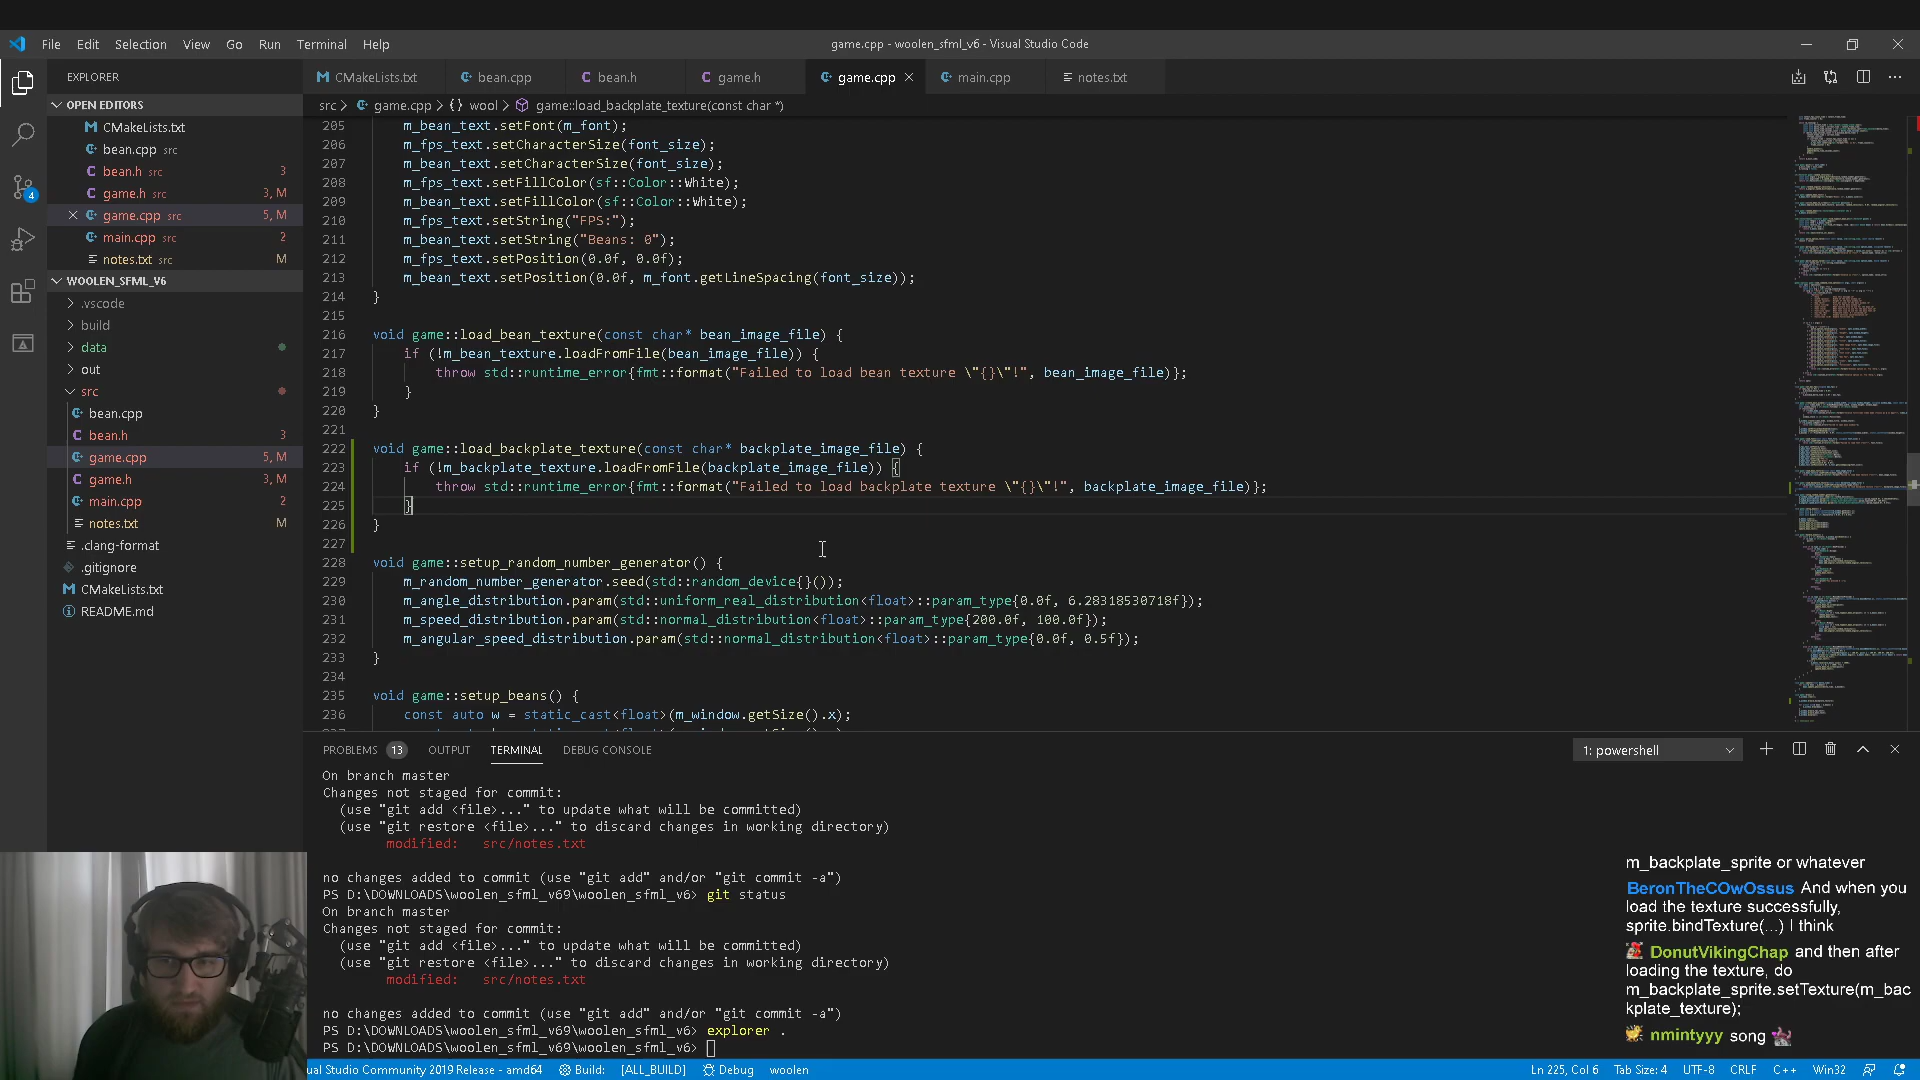 File Edit Selection View Go Run Terminal Help
game.cpp - woolen_sfml_v6 - Visual Studio Code
EXPLORER
CMakeLists.txt bean.cpp bean.h game.h game.cpp main.cpp notes.txt
OPEN EDITORS
src > game.cpp > {} wool > game::load_backplate_texture(const char *)
CMakeLists.txt
bean.cpp src
bean.h src 3
game.h src 3, M
game.cpp src 5, M
main.cpp src 2
notes.txt src M
WOOLEN_SFML_V6
.vscode
build
data
out
src
bean.cpp
bean.h 3
game.cpp 5, M
game.h 3, M
main.cpp 2
notes.txt M
.clang-format
.gitignore
CMakeLists.txt
README.md
4
205 m_bean_text.setFont(m_font);
206 m_fps_text.setCharacterSize(font_size);
207 m_bean_text.setCharacterSize(font_size);
208 m_fps_text.setFillColor(sf::Color::White);
209 m_bean_text.setFillColor(sf::Color::White);
210 m_fps_text.setString("FPS:");
211 m_bean_text.setString("Beans: 0");
212 m_fps_text.setPosition(0.0f, 0.0f);
213 m_bean_text.setPosition(0.0f, m_font.getLineSpacing(font_size));
214 }
215
216 void game::load_bean_texture(const char* bean_image_file) {
217 if (!m_bean_texture.loadFromFile(bean_image_file)) {
218 throw std::runtime_error{fmt::format("Failed to load bean texture \"{}\"!", bean_image_file)};
219 }
220 }
221
222 void game::load_backplate_texture(const char* backplate_image_file) {
223 if (!m_backplate_texture.loadFromFile(backplate_image_file)) {
224 throw std::runtime_error{fmt::format("Failed to load backplate texture \"{}\"!", backplate_image_file)};
225 }
226 }
227
228 void game::setup_random_number_generator() {
229 m_random_number_generator.seed(std::random_device{}());
230 m_angle_distribution.param(std::uniform_real_distribution<float>::param_type{0.0f, 6.28318530718f});
231 m_speed_distribution.param(std::normal_distribution<float>::param_type{200.0f, 100.0f});
232 m_angular_speed_distribution.param(std::normal_distribution<float>::param_type{0.0f, 0.5f});
233 }
234
235 void game::setup_beans() {
236 const auto w = static_cast<float>(m_window.getSize().x);
PROBLEMS 13 OUTPUT TERMINAL DEBUG CONSOLE 1: powershell
On branch master
Changes not staged for commit:
(use "git add <file>..." to update what will be committed)
(use "git restore <file>..." to discard changes in working directory)
modified: src/notes.txt
no changes added to commit (use "git add" and/or "git commit -a")
PS D:\DOWNLOADS\woolen_sfml_v69\woolen_sfml_v6> git status
On branch master
Changes not staged for commit:
(use "git add <file>..." to update what will be committed)
(use "git restore <file>..." to discard changes in working directory)
modified: src/notes.txt
no changes added to commit (use "git add" and/or "git commit -a")
PS D:\DOWNLOADS\woolen_sfml_v69\woolen_sfml_v6> explorer .
PS D:\DOWNLOADS\woolen_sfml_v69\woolen_sfml_v6>
m_backplate_sprite or whatever
BeronTheCOwOssus And when you
load the texture successfully,
sprite.bindTexture(...) I think
DonutVikingChap and then after
loading the texture, do
m_backplate_sprite.setTexture(m_bac
kplate_texture);
nmintyyy song
ual Studio Community 2019 Release - amd64 Build: [ALL_BUILD] Debug woolen
Ln 225, Col 6 Tab Size: 4 UTF-8 CRLF C++ Win32